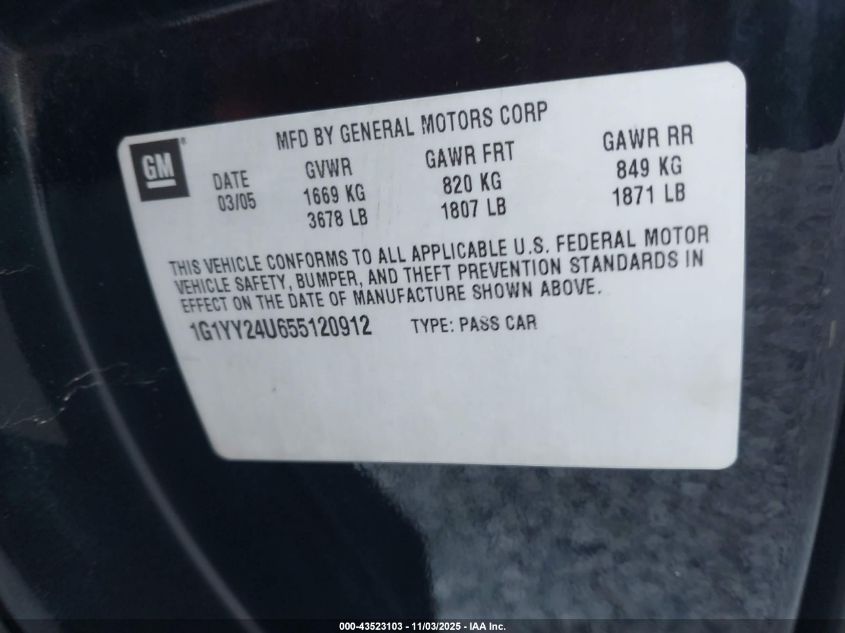 MFD BY GENERAL MOTORS CORP
GM®
DATE GVWR GAWR FRT GAWR RR
03/05 1669 KG 820 KG 849 KG
3678 LB 1807 LB 1871 LB
THIS VEHICLE CONFORMS TO ALL APPLICABLE U.S. FEDERAL MOTOR
VEHICLE SAFETY, BUMPER, AND THEFT PREVENTION STANDARDS IN
EFFECT ON THE DATE OF MANUFACTURE SHOWN ABOVE.
1G1YY24U655120912 TYPE: PASS CAR
000-43523103 - 11/03/2025 - IAA Inc.